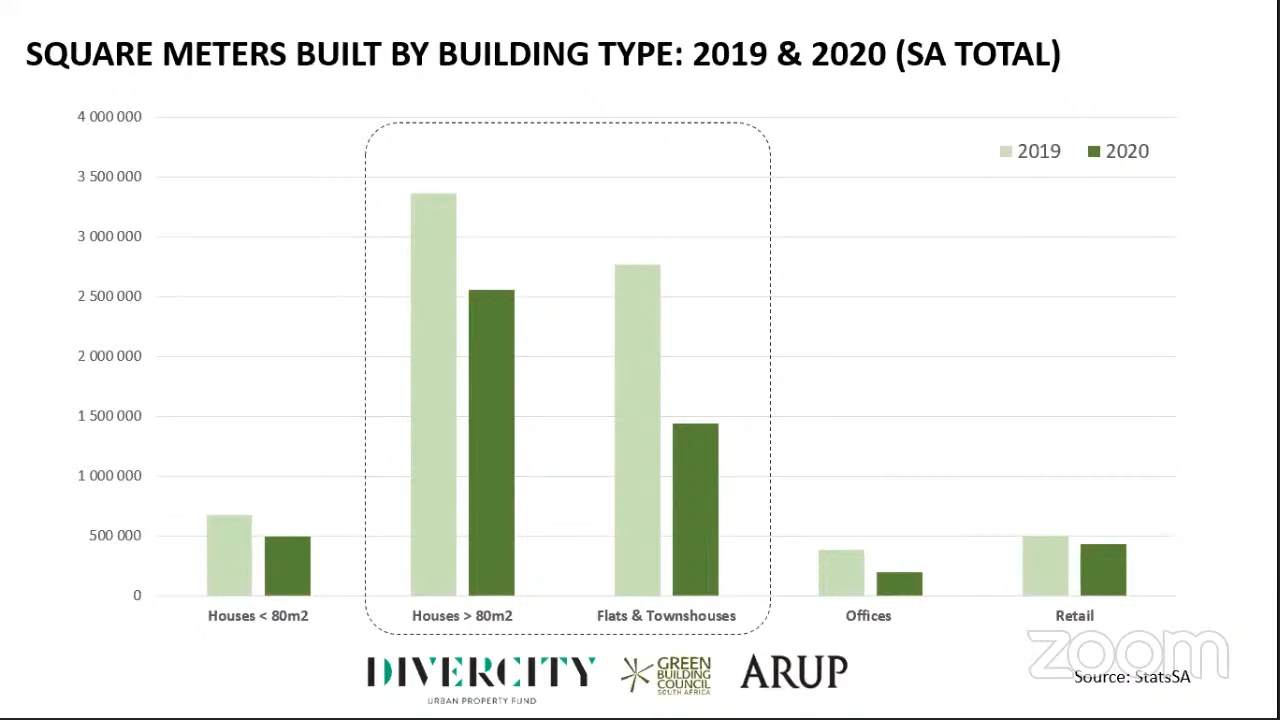 SQUARE METERS BUILT BY BUILDING TYPE: 2019 & 2020 (SA TOTAL)
4 000 000
2019 2020
3 500 000
3 000 000
2 500 000
2 000 000
1 500 000
1 000 000
500 000
0
Houses < 80m2 Houses > 80m2 Flats & Townhouses Offices Retail
zoom
DIVERCITY
URBAN PROPERTY FUND
GREEN
BUILDING
COUNCIL
SOUTH AFRICA
ARUP
Source: StatsSA